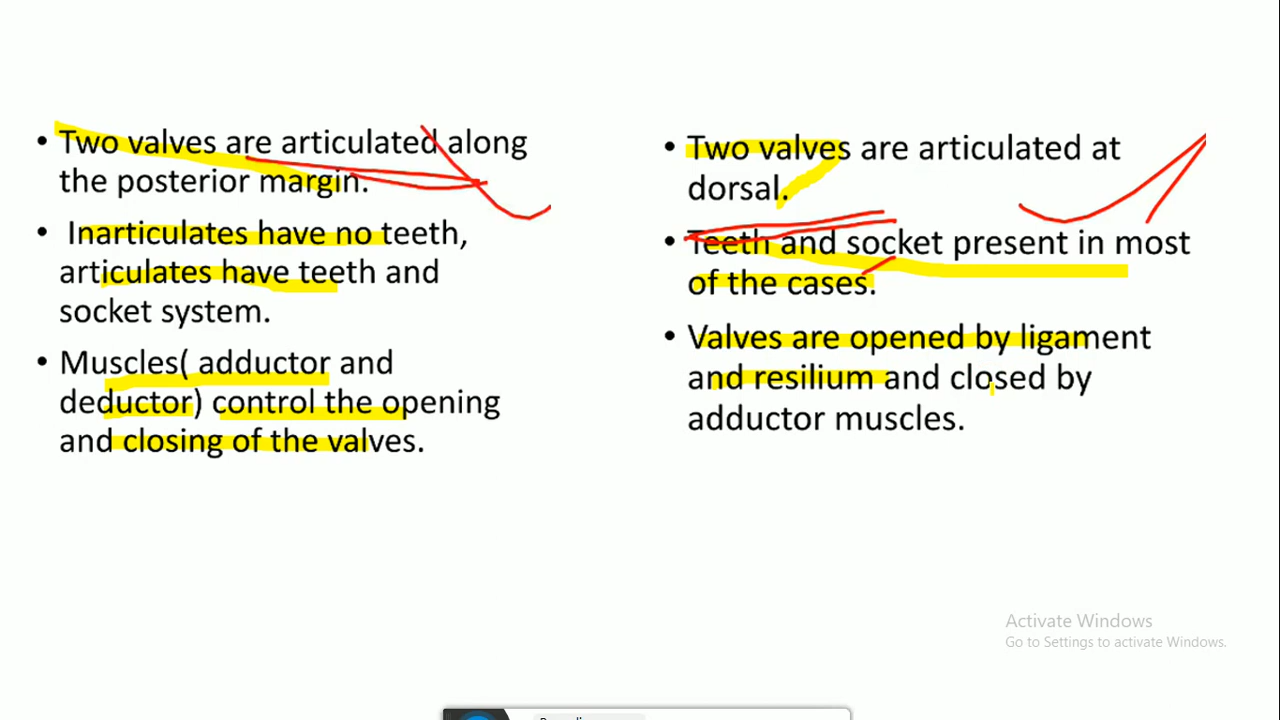 • Two valves are articulated along
the posterior margin.
• Inarticulates have no teeth,
articulates have teeth and
socket system.
• Muscles( adductor and
deductor) control the opening
and closing of the valves.
• Two valves are articulated at
dorsal.
• Teeth and socket present in most
of the cases.
• Valves are opened by ligament
and resilium and closed by
adductor muscles.
Activate Windows
Go to Settings to activate Windows.